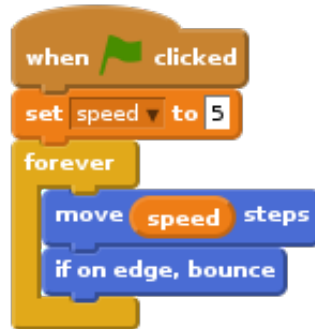 when clicked
set speed to 5
forever
move speed steps
if on edge, bounce